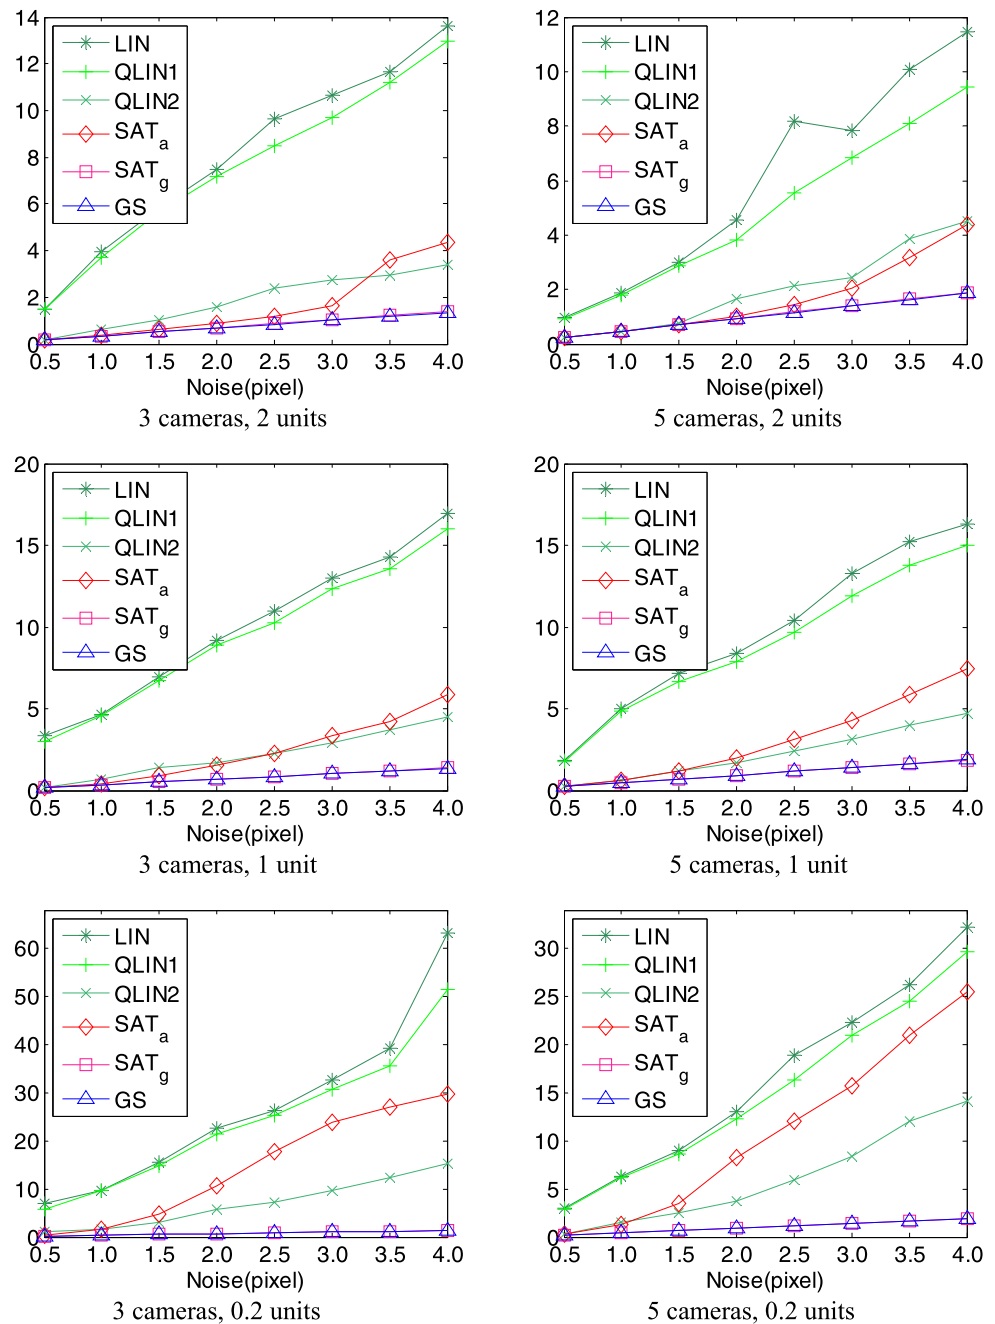 14
12
10
8
6
4
2
0
LIN
QLIN1
QLIN2
SATa
SATg
GS
0.5 1.0 1.5 2.0 2.5 3.0 3.5 4.0
Noise(pixel)
3 cameras, 2 units
12
10
8
6
4
2
0
LIN
QLIN1
QLIN2
SATa
SATg
GS
0.5 1.0 1.5 2.0 2.5 3.0 3.5 4.0
Noise(pixel)
5 cameras, 2 units
20
15
10
5
0
LIN
QLIN1
QLIN2
SATa
SATg
GS
0.5 1.0 1.5 2.0 2.5 3.0 3.5 4.0
Noise(pixel)
3 cameras, 1 unit
20
15
10
5
0
LIN
QLIN1
QLIN2
SATa
SATg
GS
0.5 1.0 1.5 2.0 2.5 3.0 3.5 4.0
Noise(pixel)
5 cameras, 1 unit
60
50
40
30
20
10
0
LIN
QLIN1
QLIN2
SATa
SATg
GS
0.5 1.0 1.5 2.0 2.5 3.0 3.5 4.0
Noise(pixel)
3 cameras, 0.2 units
30
25
20
15
10
5
0
LIN
QLIN1
QLIN2
SATa
SATg
GS
0.5 1.0 1.5 2.0 2.5 3.0 3.5 4.0
Noise(pixel)
5 cameras, 0.2 units